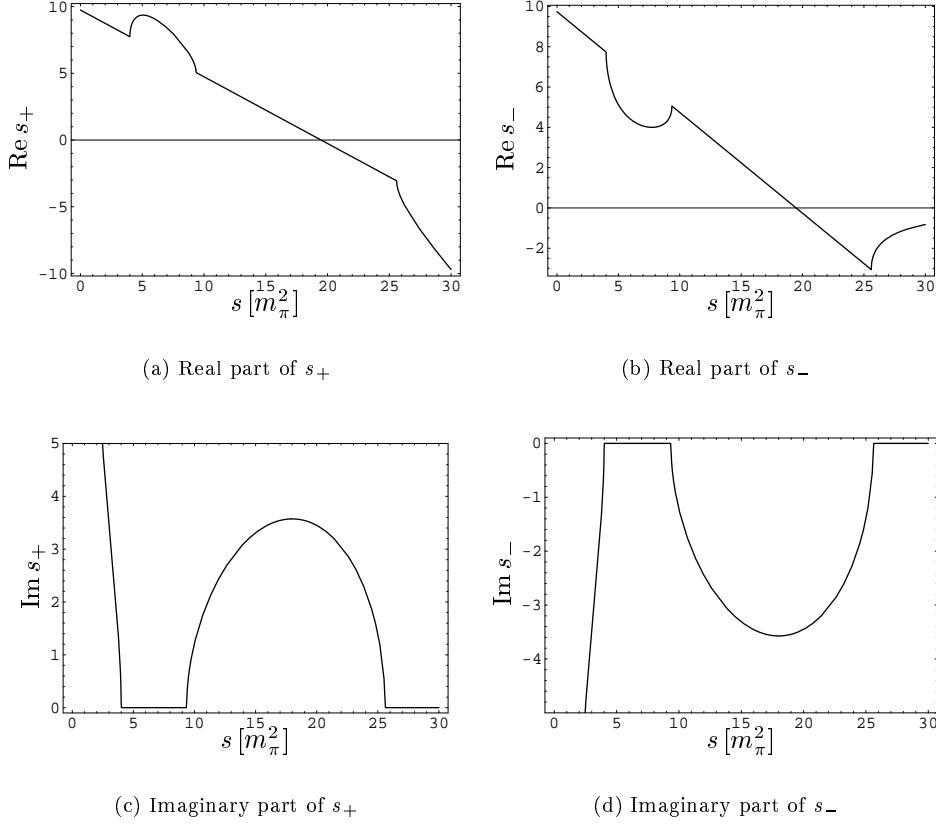 10
5
0
−5
−10
Re s₊
0 5 10 15 20 25 30
s [m²π]
(a) Real part of s₊
10
8
6
4
2
0
-2
Re s₋
0 5 10 15 20 25 30
s [m²π]
(b) Real part of s₋
5
4
3
2
1
0
Im s₊
0 5 10 15 20 25 30
s [m²π]
(c) Imaginary part of s₊
0
-1
-2
-3
-4
Im s₋
0 5 10 15 20 25 30
s [m²π]
(d) Imaginary part of s₋